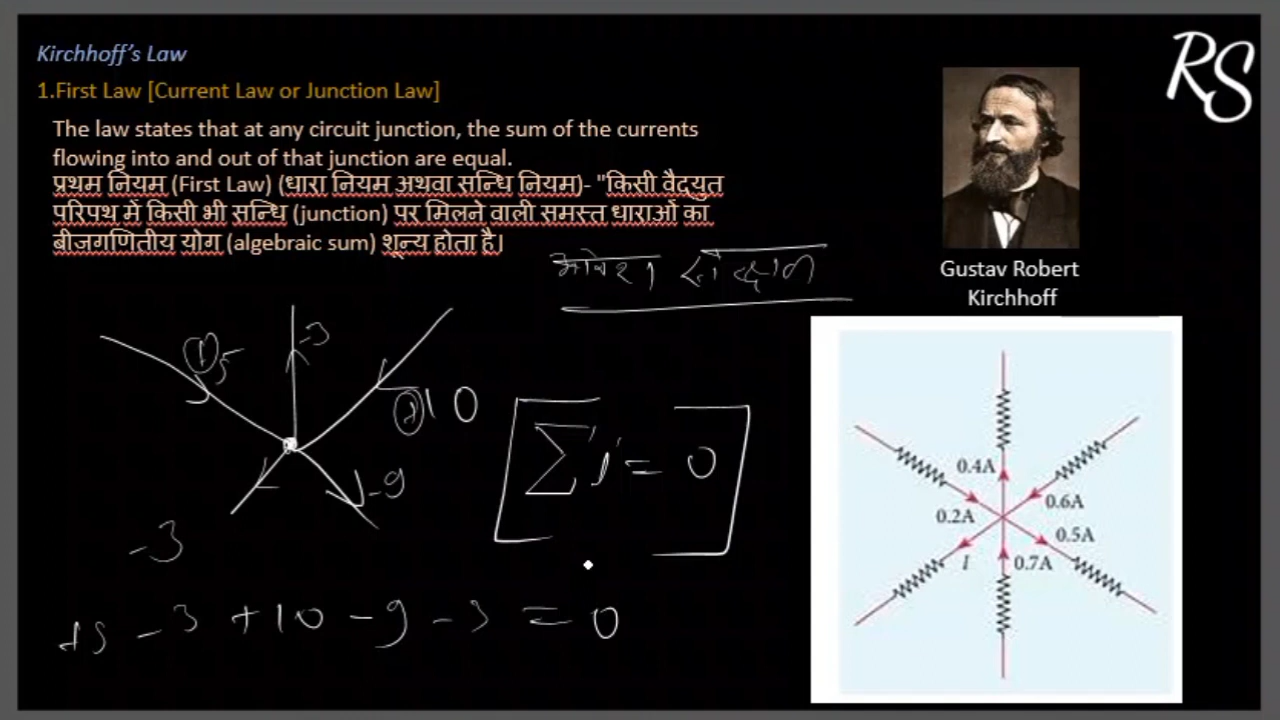 Kirchhoff's Law
RS
1.First Law [Current Law or Junction Law]
The law states that at any circuit junction, the sum of the currents
flowing into and out of that junction are equal.
प्रथम नियम (First Law) (धारा नियम अथवा सन्धि नियम)- "किसी वैद्युत
परिपथ में किसी भी सन्धि (junction) पर मिलने वाली समस्त धाराओं का
बीजगणितीय योग (algebraic sum) शून्य होता है।
Gustav Robert
Kirchhoff
① 5
-3
② 10
-9
-3
∑i = 0
+5 -3 +10 -9 -3 = 0
0.4A
0.6A
0.2A
0.5A
I
0.7A